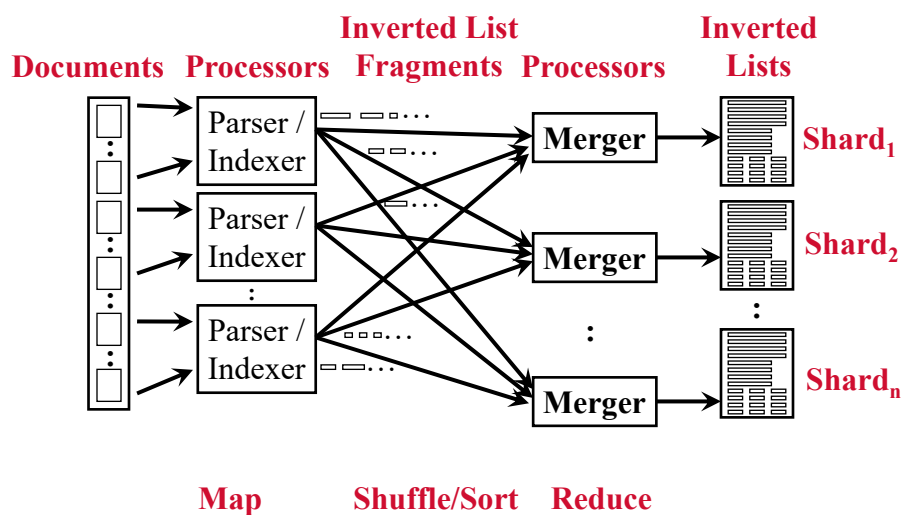 Documents
Processors
Inverted List
Fragments
Processors
Inverted
Lists
Parser /
Indexer
Merger
Shard1
Parser /
Indexer
Merger
Shard2
Parser /
Indexer
Merger
Shardn
Map
Shuffle/Sort
Reduce